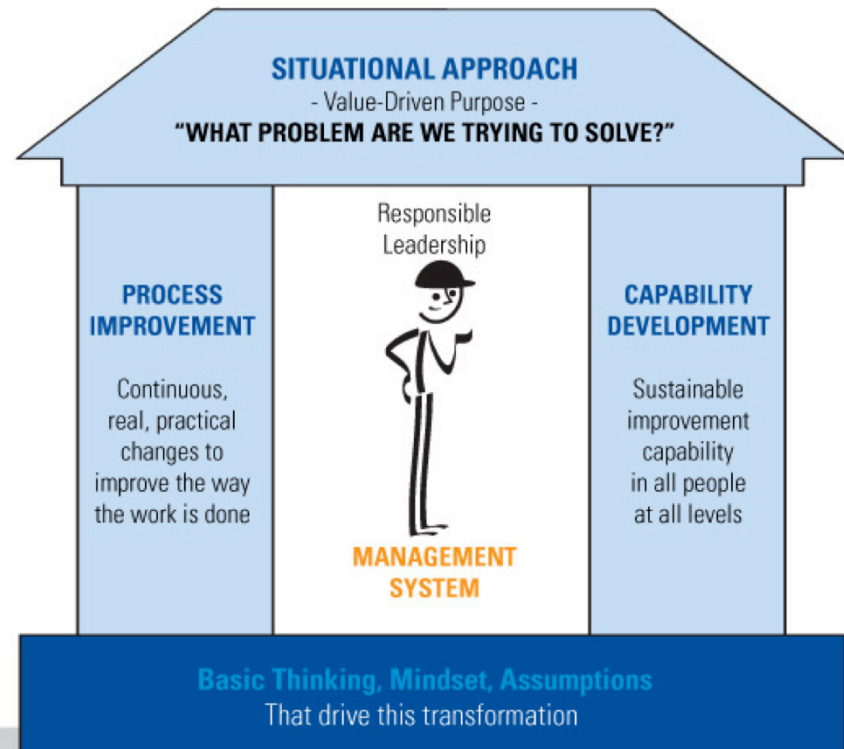 SITUATIONAL APPROACH
- Value-Driven Purpose -
“WHAT PROBLEM ARE WE TRYING TO SOLVE?”
PROCESS
IMPROVEMENT
Continuous,
real, practical
changes to
improve the way
the work is done
Responsible
Leadership
MANAGEMENT
SYSTEM
CAPABILITY
DEVELOPMENT
Sustainable
improvement
capability
in all people
at all levels
Basic Thinking, Mindset, Assumptions
That drive this transformation